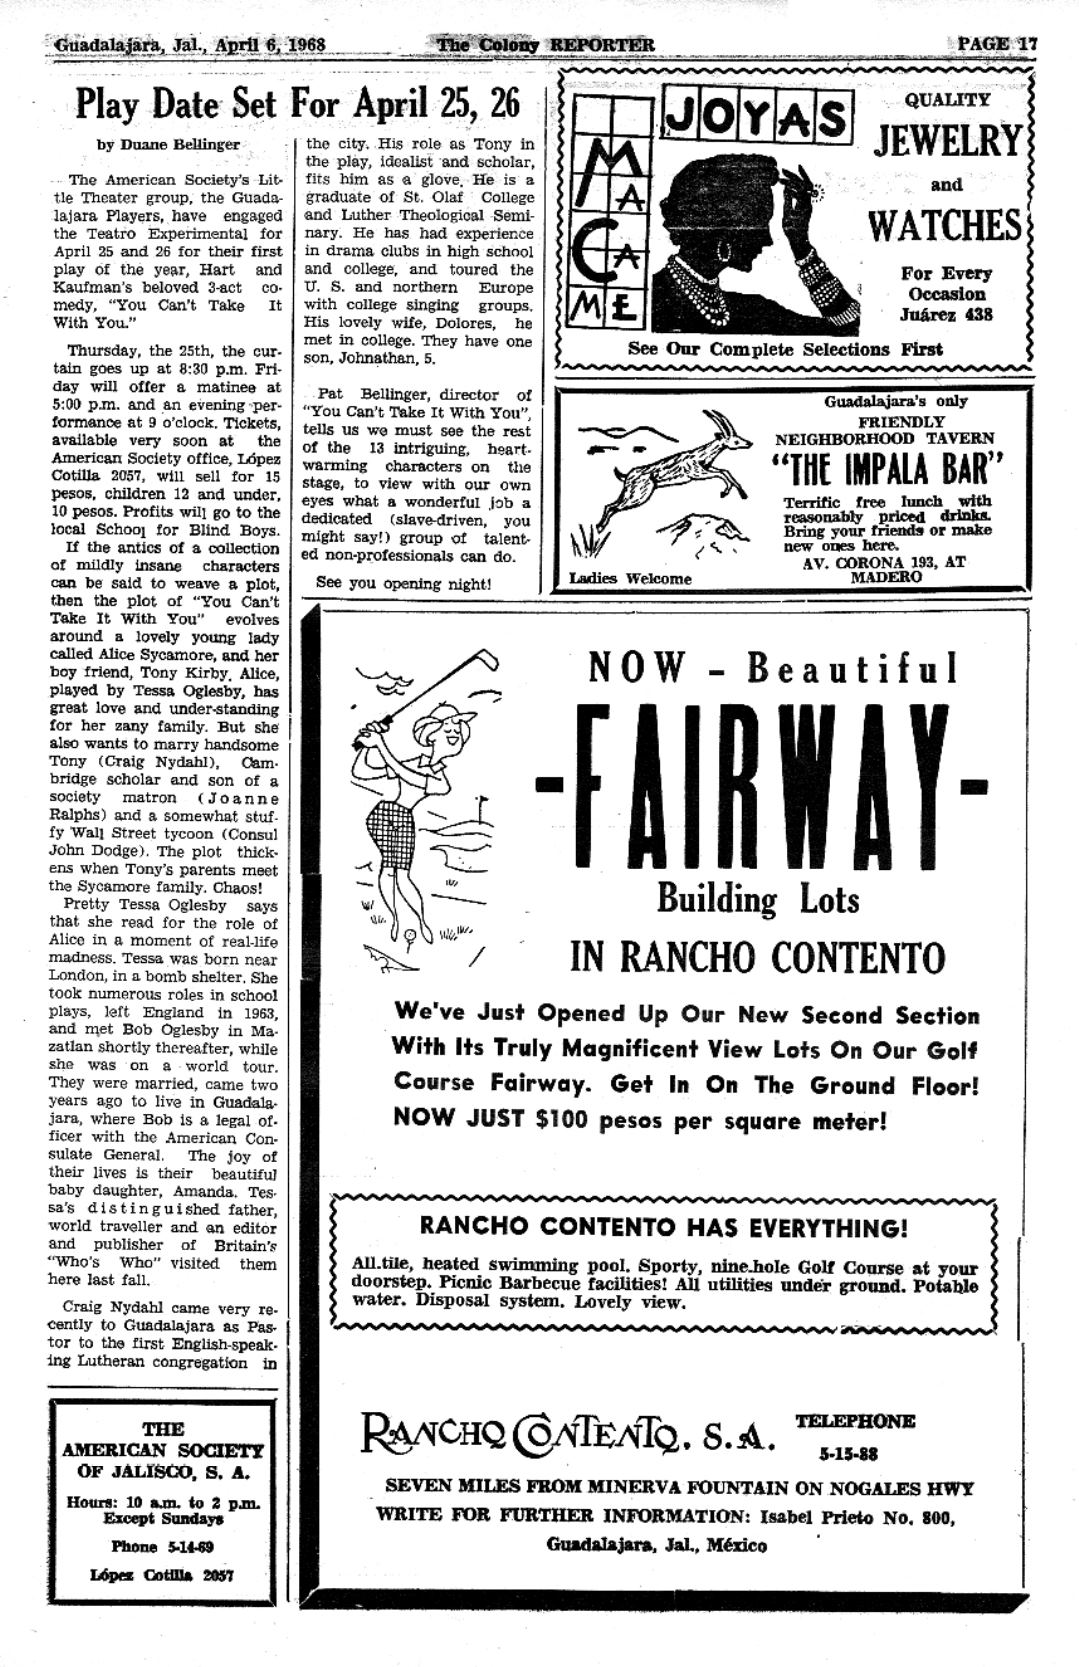 Guadalajara, Jal., April 6, 1968 The Colony REPORTER PAGE 17
Play Date Set For April 25, 26
by Duane Bellinger
The American Society's Lit-
tle Theater group, the Guada-
lajara Players, have engaged
the Teatro Experimental for
April 25 and 26 for their first
play of the year, Hart and
Kaufman's beloved 3-act co-
medy, "You Can't Take It
With You."
Thursday, the 25th, the cur-
tain goes up at 8:30 p.m. Fri-
day will offer a matinee at
5:00 p.m. and an evening per-
formance at 9 o'clock. Tickets,
available very soon at the
American Society office, López
Cotilla 2057, will sell for 15
pesos, children 12 and under,
10 pesos. Profits will go to the
local School for Blind Boys.
If the antics of a collection
of mildly insane characters
can be said to weave a plot,
then the plot of "You Can't
Take It With You" evolves
around a lovely young lady
called Alice Sycamore, and her
boy friend, Tony Kirby. Alice,
played by Tessa Oglesby, has
great love and under-standing
for her zany family. But she
also wants to marry handsome
Tony (Craig Nydahl), Cam-
bridge scholar and son of a
society matron (Joanne
Ralphs) and a somewhat stuf-
fy Wall Street tycoon (Consul
John Dodge). The plot thick-
ens when Tony's parents meet
the Sycamore family. Chaos!
Pretty Tessa Oglesby says
that she read for the role of
Alice in a moment of real-life
madness. Tessa was born near
London, in a bomb shelter. She
took numerous roles in school
plays, left England in 1963,
and met Bob Oglesby in Ma-
zatlan shortly thereafter, while
she was on a world tour.
They were married, came two
years ago to live in Guadala-
jara, where Bob is a legal of-
ficer with the American Con-
sulate General. The joy of
their lives is their beautiful
baby daughter, Amanda. Tes-
sa's distinguished father,
world traveller and an editor
and publisher of Britain's
"Who's Who" visited them
here last fall.
Craig Nydahl came very re-
cently to Guadalajara as Pas-
tor to the first English-speak-
ing Lutheran congregation in
the city. His role as Tony in
the play, idealist and scholar,
fits him as a glove. He is a
graduate of St. Olaf College
and Luther Theological Semi-
nary. He has had experience
in drama clubs in high school
and college, and toured the
U. S. and northern Europe
with college singing groups.
His lovely wife, Dolores, he
met in college. They have one
son, Johnathan, 5.
Pat Bellinger, director of
"You Can't Take It With You",
tells us we must see the rest
of the 13 intriguing, heart-
warming characters on the
stage, to view with our own
eyes what a wonderful job a
dedicated (slave-driven, you
might say!) group of talent-
ed non-professionals can do.
See you opening night!
THE
AMERICAN SOCIETY
OF JALISCO, S. A.
Hours: 10 a.m. to 2 p.m.
Except Sundays
Phone 5-14-69
López Cotilla 2057
JOYAS
MACAME
QUALITY
JEWELRY
and
WATCHES
For Every
Occasion
Juárez 438
See Our Complete Selections First
Guadalajara's only
FRIENDLY
NEIGHBORHOOD TAVERN
"THE IMPALA BAR"
Terrific free lunch with
reasonably priced drinks.
Bring your friends or make
new ones here.
AV. CORONA 193, AT
MADERO
Ladies Welcome
NOW - Beautiful
-FAIRWAY-
Building Lots
IN RANCHO CONTENTO
We've Just Opened Up Our New Second Section
With Its Truly Magnificent View Lots On Our Golf
Course Fairway. Get In On The Ground Floor!
NOW JUST $100 pesos per square meter!
RANCHO CONTENTO HAS EVERYTHING!
All.tile, heated swimming pool. Sporty, nine.hole Golf Course at your
doorstep. Picnic Barbecue facilities! All utilities under ground. Potable
water. Disposal system. Lovely view.
RANCHO CONTENTO, S.A.
TELEPHONE
5-15-88
SEVEN MILES FROM MINERVA FOUNTAIN ON NOGALES HWY
WRITE FOR FURTHER INFORMATION: Isabel Prieto No. 800,
Guadalajara, Jal., México